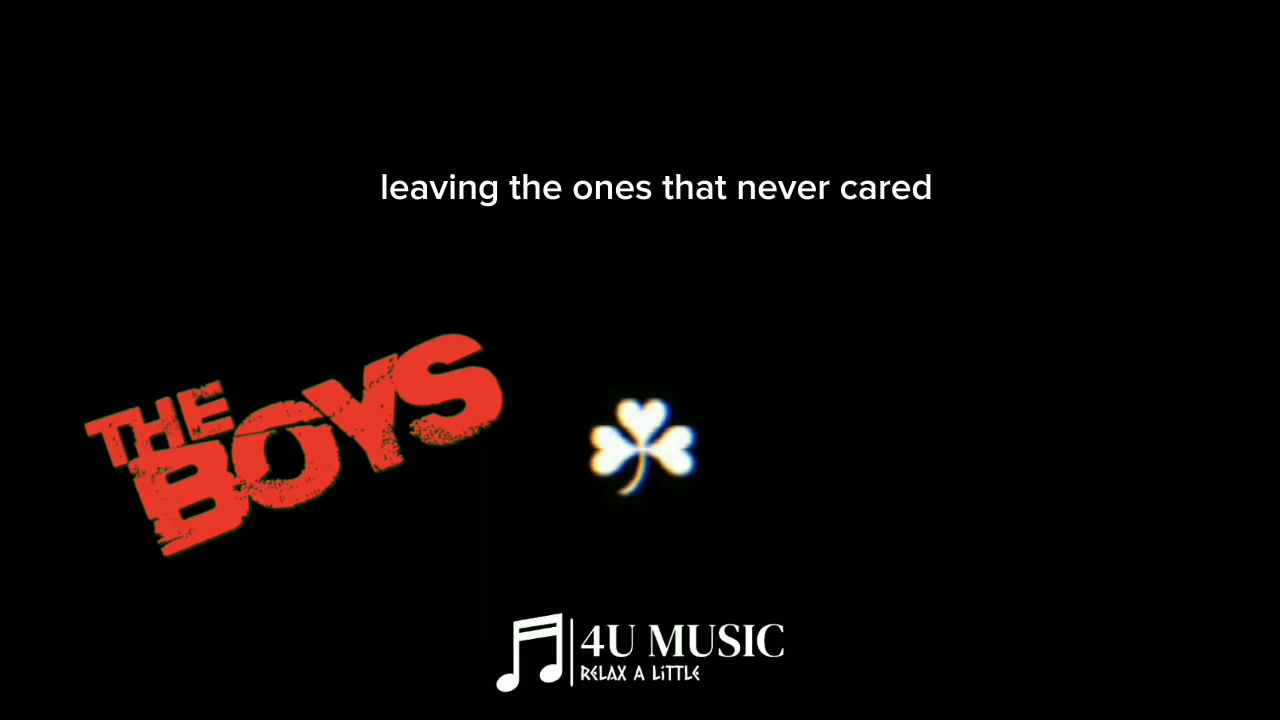 leaving the ones that never cared
THE
BOYS
4U MUSIC
RELAX A LiTTLE